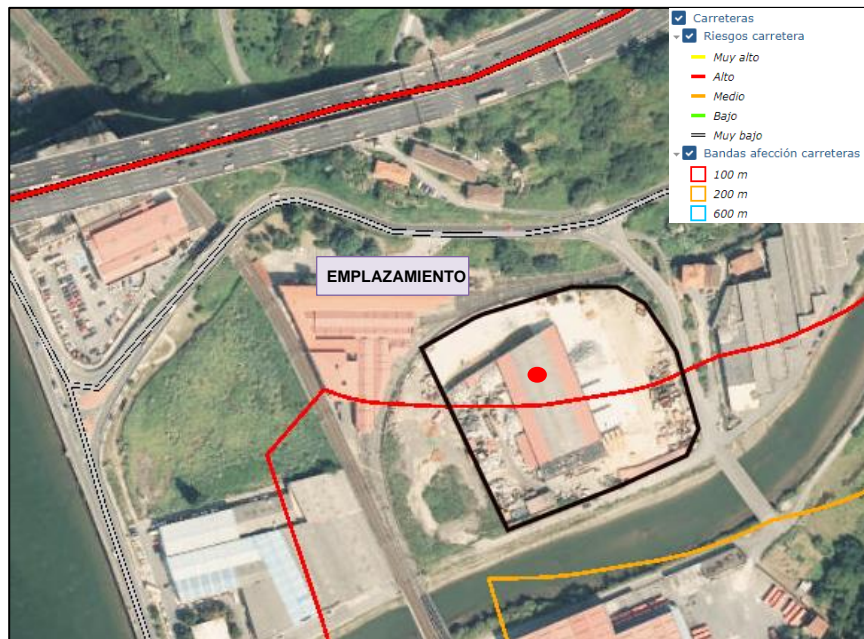 Carreteras
Riesgos carretera
Muy alto
Alto
Medio
Bajo
Muy bajo
Bandas afección carreteras
100 m
200 m
600 m
EMPLAZAMIENTO